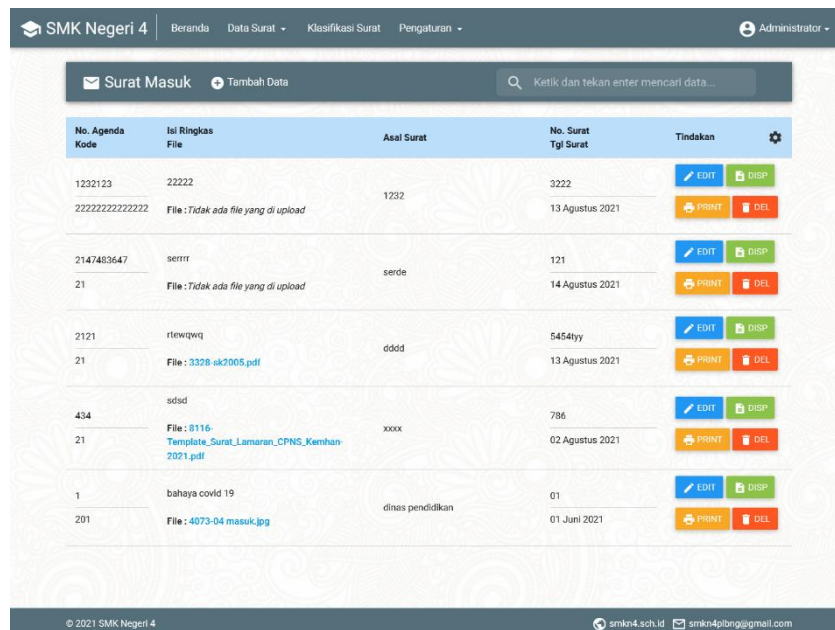 SMK Negeri 4 Beranda Data Surat Klasifikasi Surat Pengaturan Administrator
Surat Masuk Tambah Data Ketik dan tekan enter mencari data...
No. Agenda Isi Ringkas Asal Surat No. Surat Tindakan
Kode File Tgl Surat
1232123 22222 1232 3222 EDIT DISP
22222222222222 File : Tidak ada file yang di upload 13 Agustus 2021 PRINT DEL
2147483647 serrrr serde 121 EDIT DISP
21 File : Tidak ada file yang di upload 14 Agustus 2021 PRINT DEL
2121 rtewqwq dddd 5454tyy EDIT DISP
21 File : 3328-sk2005.pdf 13 Agustus 2021 PRINT DEL
434 sdsd xxxx 786 EDIT DISP
21 File : 8116-
Template_Surat_Lamaran_CPNS_Kemhan-
2021.pdf 02 Agustus 2021 PRINT DEL
1 bahaya covid 19 dinas pendidikan 01 EDIT DISP
201 File : 4073-04 masuk.jpg 01 Juni 2021 PRINT DEL
© 2021 SMK Negeri 4 smkn4.sch.id smkn4plbng@gmail.com